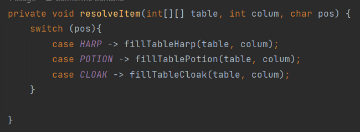 private void resolveItem(int[][] table, int colum, char pos) {
switch (pos){
case HARP -> fillTableHarp(table, colum);
case POTION -> fillTablePotion(table, colum);
case CLOAK -> fillTableCloak(table, colum);
}
}